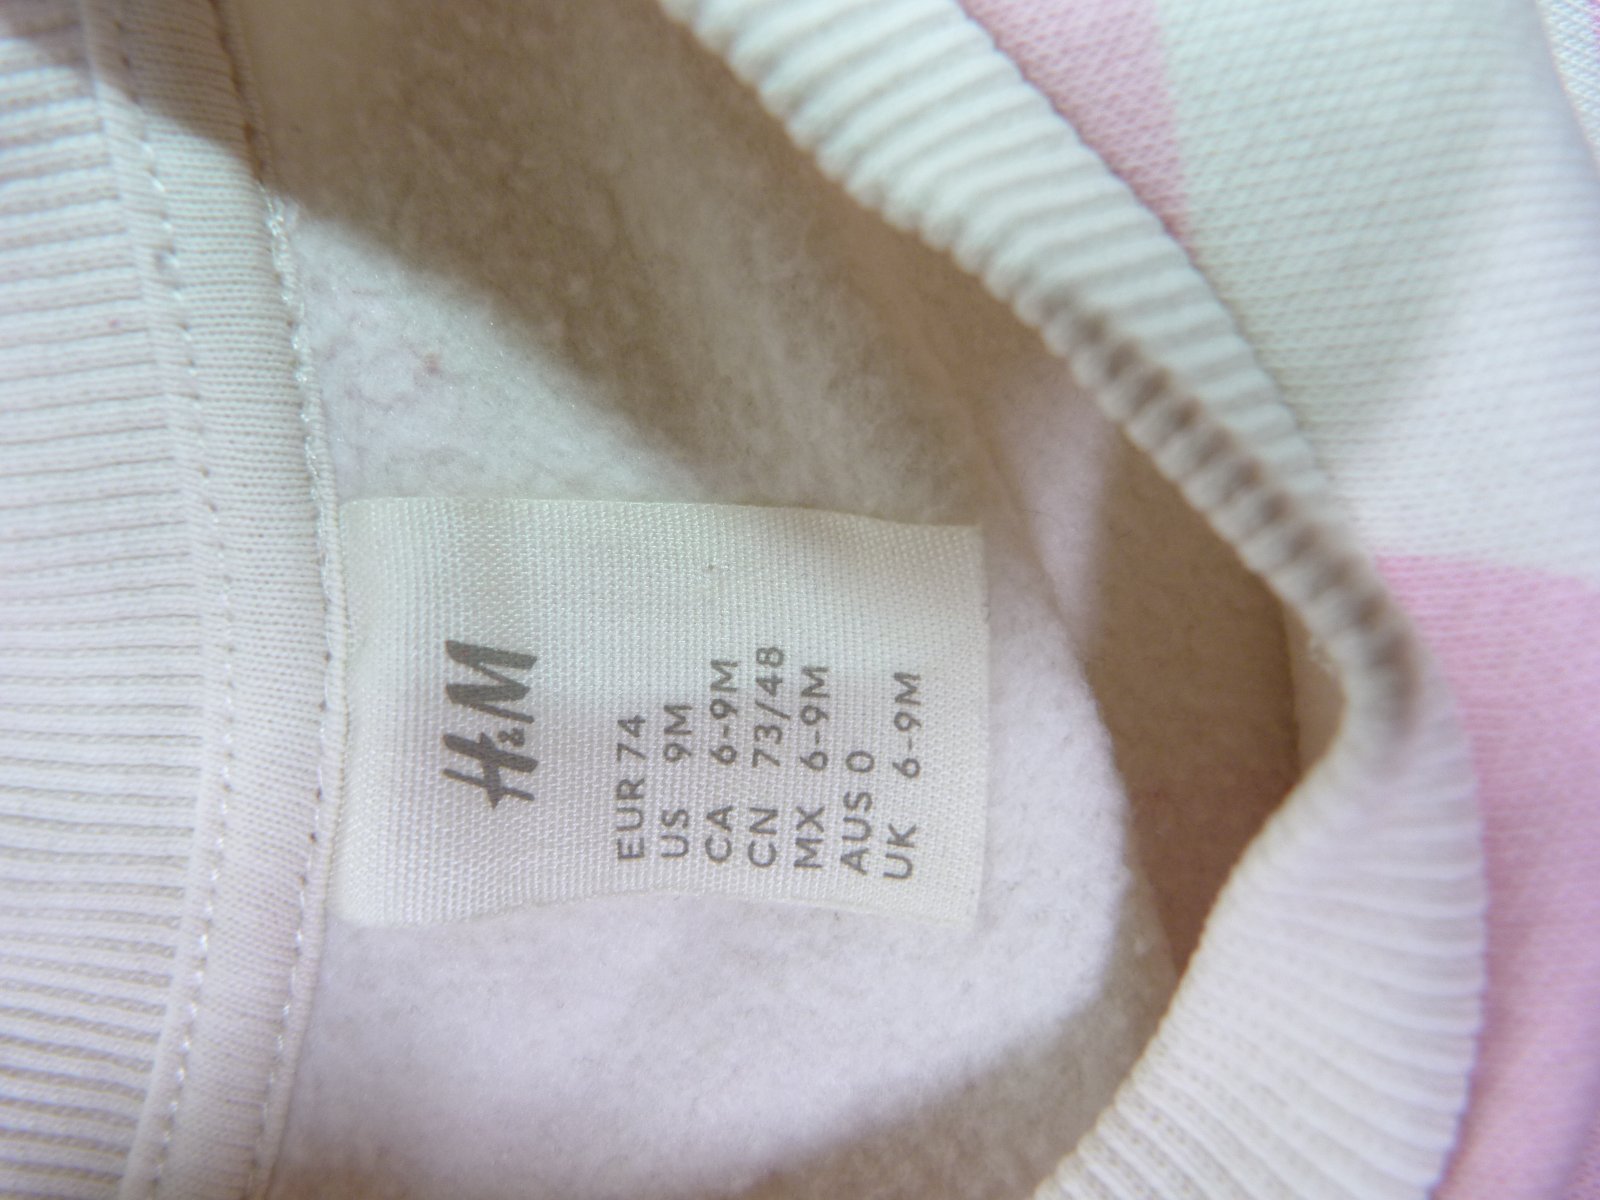 H&M
EUR 74
US 9M
CA 6-9M
CN 73/48
MX 6-9M
AUS 0
UK 6-9M